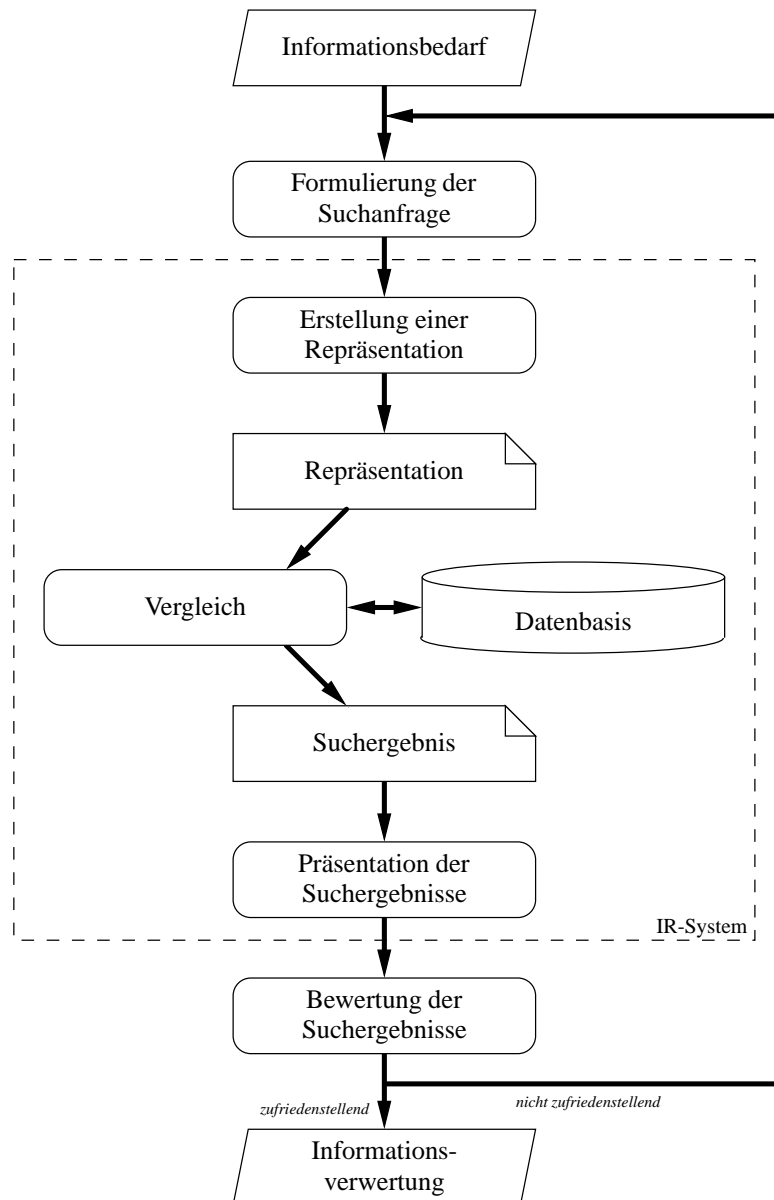 Informationsbedarf
Formulierung der
Suchanfrage
Erstellung einer
Repräsentation
Repräsentation
Vergleich
Datenbasis
Suchergebnis
Präsentation der
Suchergebnisse
IR-System
Bewertung der
Suchergebnisse
zufriedenstellend
nicht zufriedenstellend
Informations-
verwertung